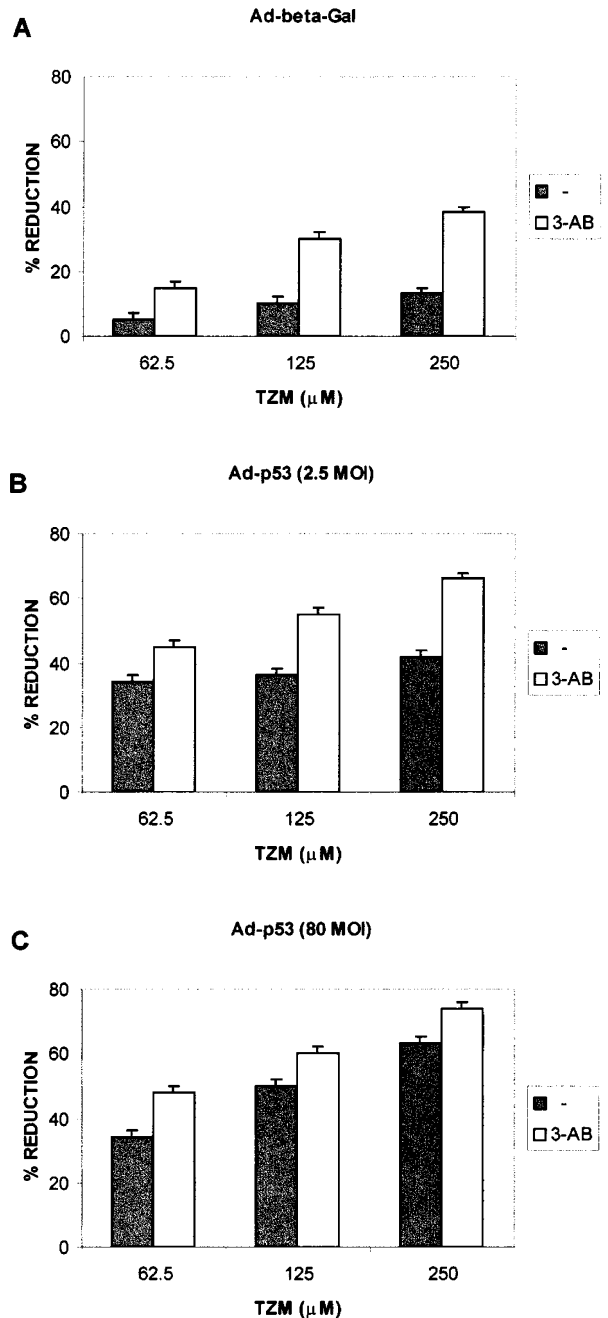 A
Ad-beta-Gal
80
60
40
20
0
% REDUCTION
62.5 125 250
TZM (µM)
-
3-AB
B
Ad-p53 (2.5 MOI)
80
60
40
20
0
% REDUCTION
62.5 125 250
TZM (µM)
-
3-AB
C
Ad-p53 (80 MOI)
80
60
40
20
0
% REDUCTION
62.5 125 250
TZM (µM)
-
3-AB